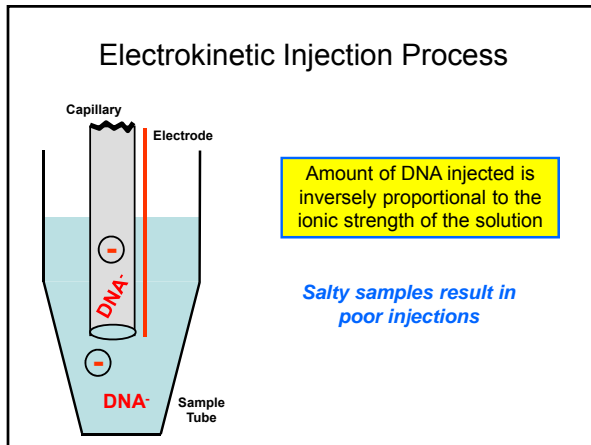 Electrokinetic Injection Process
Capillary
Electrode
Amount of DNA injected is
inversely proportional to the
ionic strength of the solution
-
DNA-
Salty samples result in
poor injections
-
DNA-
Sample
Tube